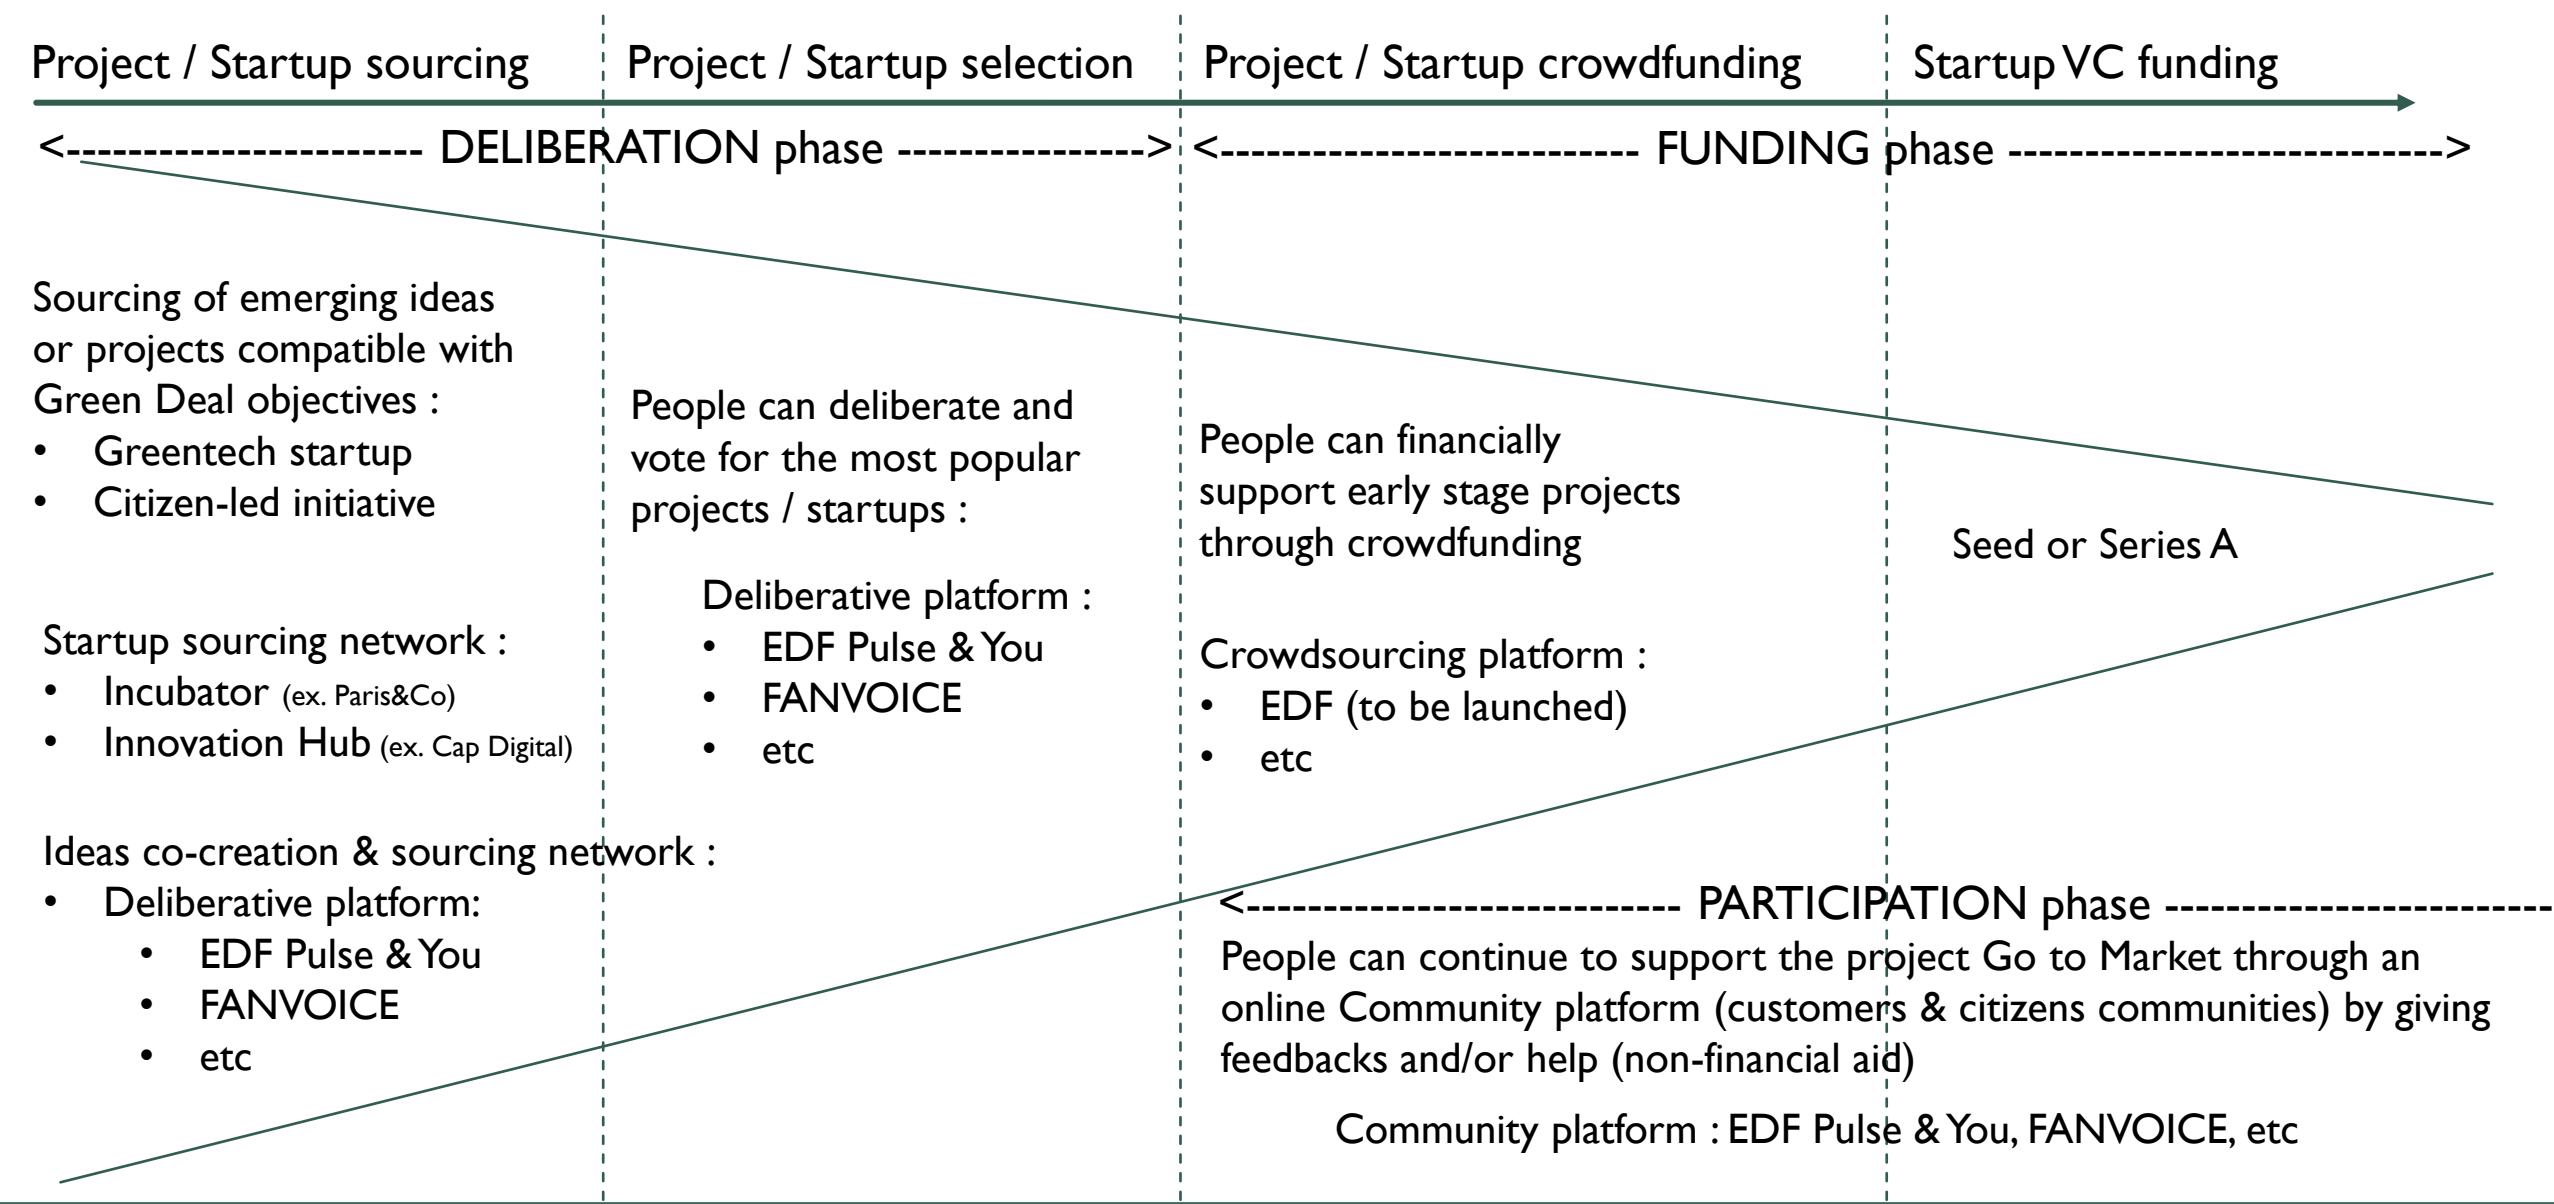 Project / Startup sourcing
Project / Startup selection
Project / Startup crowdfunding
Startup VC funding
<----------------------- DELIBERATION phase ---------------->
<--------------------------- FUNDING phase ---------------------------->
Sourcing of emerging ideas
or projects compatible with
Green Deal objectives :
• Greentech startup
• Citizen-led initiative
Startup sourcing network :
• Incubator (ex. Paris&Co)
• Innovation Hub (ex. Cap Digital)
Ideas co-creation & sourcing network :
• Deliberative platform:
• EDF Pulse & You
• FANVOICE
• etc
People can deliberate and
vote for the most popular
projects / startups :
Deliberative platform :
• EDF Pulse & You
• FANVOICE
• etc
People can financially
support early stage projects
through crowdfunding
Crowdsourcing platform :
• EDF (to be launched)
• etc
Seed or Series A
<---------------------------- PARTICIPATION phase -------------------------
People can continue to support the project Go to Market through an
online Community platform (customers & citizens communities) by giving
feedbacks and/or help (non-financial aid)
Community platform : EDF Pulse & You, FANVOICE, etc